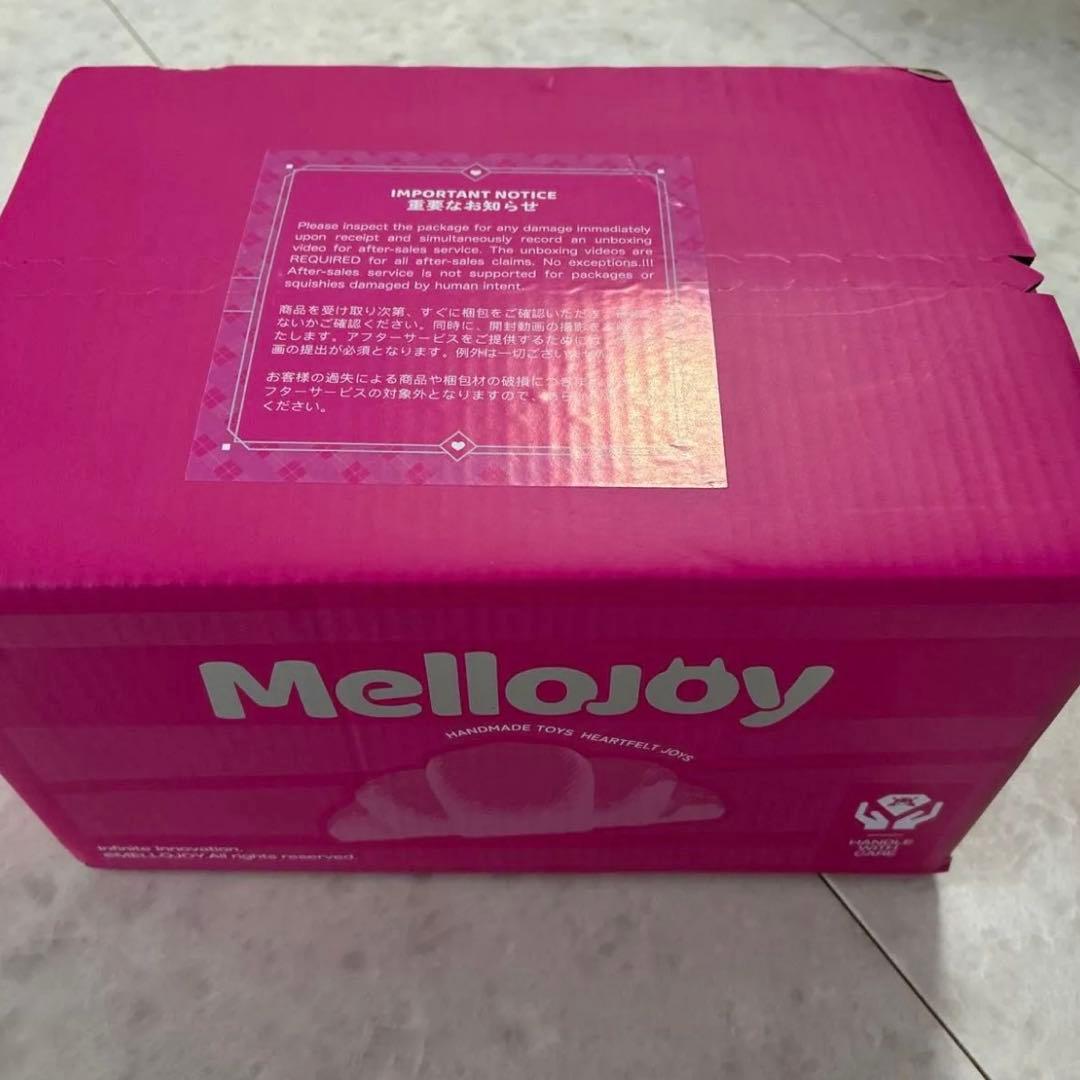 IMPORTANT NOTICE
重要なお知らせ
Please inspect the package for any damage immediately
upon receipt and simultaneously record an unboxing
video for after-sales service. The unboxing videos are
REQUIRED for all after-sales claims. No exceptions.!!!
After-sales service is not supported for packages or
squishies damaged by human intent.
商品を受け取り次第、すぐに梱包をご確認いただき、
ないかご確認ください。同時に、開封動画の撮影を
たします。アフターサービスをご提供するためには
画の提出が必須となります。例外は一切ござい
お客様の過失による商品や梱包材の破損につきま
フターサービスの対象外となりますので、
ください。
MelloJoy
HANDMADE TOYS HEARTFELT JOYS
Infinite Innovation.
©MELLOJOY All rights reserved.
HANDLE
WITH
CARE